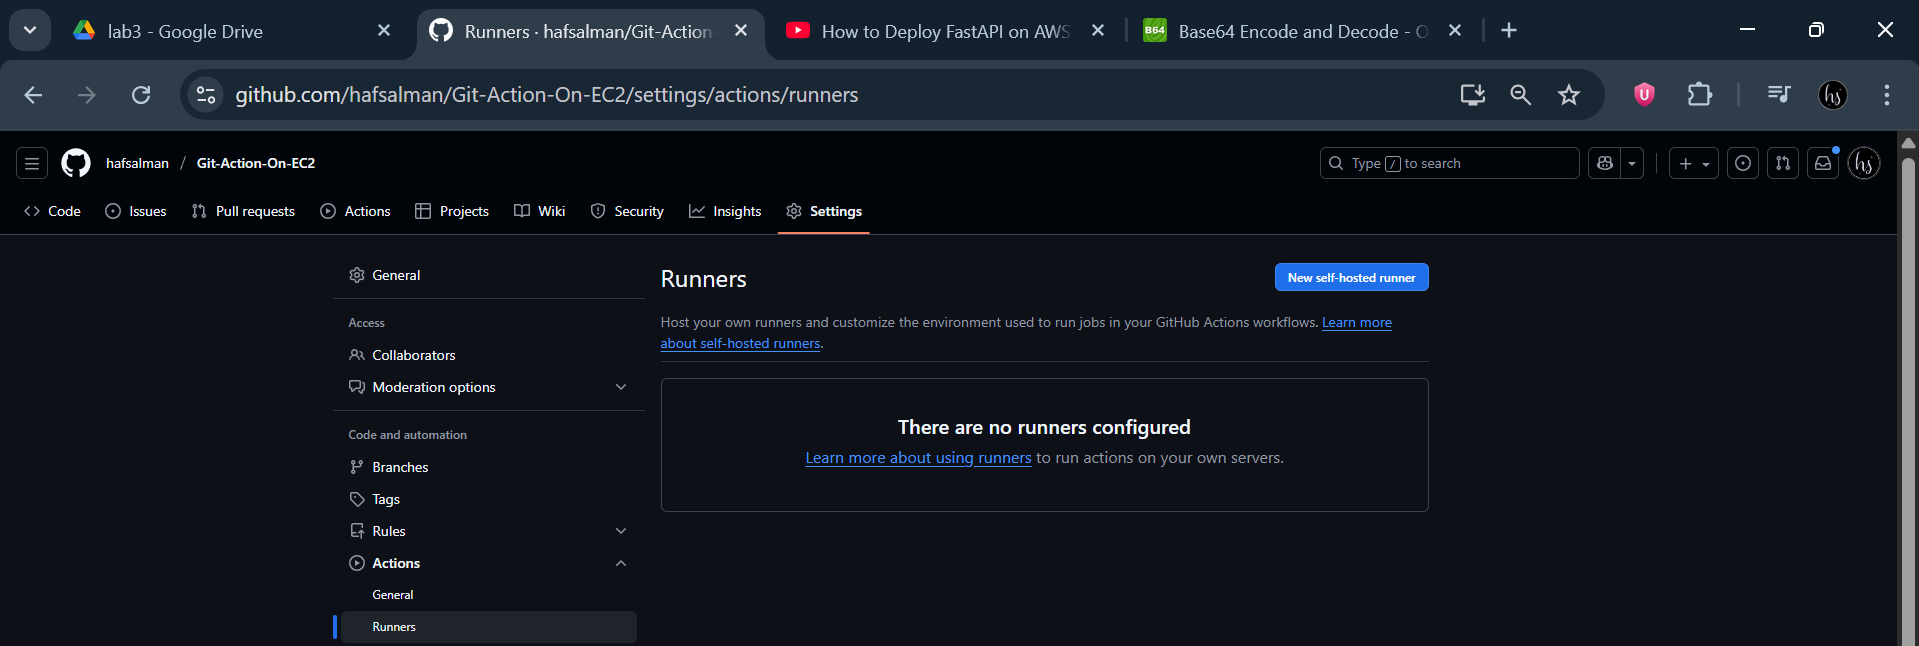 lab3 - Google Drive
Runners · hafsalman/Git-Action-
How to Deploy FastAPI on AWS
B64
Base64 Encode and Decode - O
github.com/hafsalman/Git-Action-On-EC2/settings/actions/runners
U
hs
hafsalman / Git-Action-On-EC2
Type / to search
hs
Code
Issues
Pull requests
Actions
Projects
Wiki
Security
Insights
Settings
General
Access
Collaborators
Moderation options
Code and automation
Branches
Tags
Rules
Actions
General
Runners
Runners
New self-hosted runner
Host your own runners and customize the environment used to run jobs in your GitHub Actions workflows. Learn more
about self-hosted runners.
There are no runners configured
Learn more about using runners to run actions on your own servers.